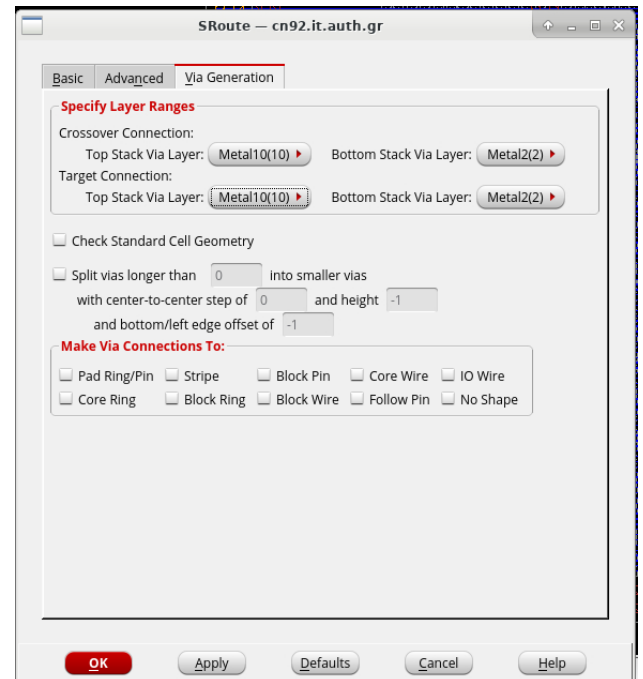 SRoute — cn92.it.auth.gr
Basic Advanced Via Generation
Specify Layer Ranges
Crossover Connection:
Top Stack Via Layer: Metal10(10) Bottom Stack Via Layer: Metal2(2)
Target Connection:
Top Stack Via Layer: Metal10(10) Bottom Stack Via Layer: Metal2(2)
Check Standard Cell Geometry
Split vias longer than 0 into smaller vias
with center-to-center step of 0 and height -1
and bottom/left edge offset of -1
Make Via Connections To:
Pad Ring/Pin Stripe Block Pin Core Wire IO Wire
Core Ring Block Ring Block Wire Follow Pin No Shape
OK Apply Defaults Cancel Help